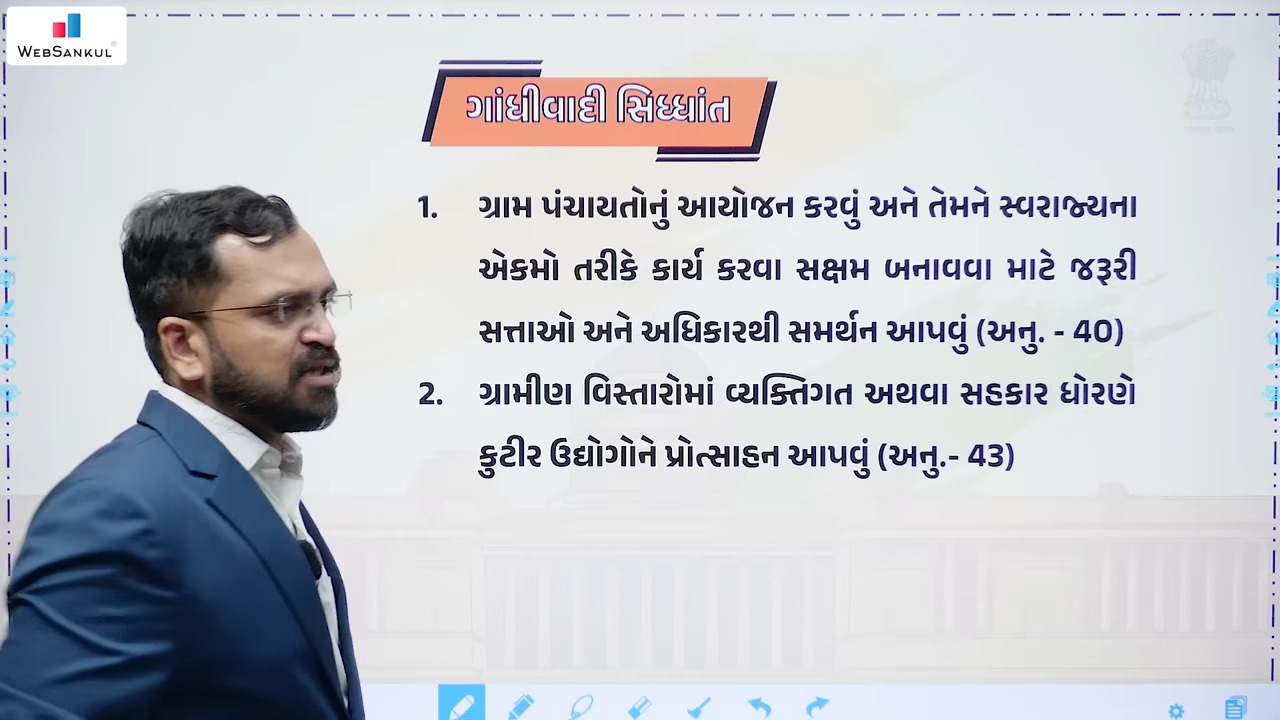 WEBSANKUL
ગાંધીવાદી સિધ્ધાંત
1. ગ્રામ પંચાયતોનું આયોજન કરવું અને તેમને સ્વરાજ્યના
એકમો તરીકે કાર્ય કરવા સક્ષમ બનાવવા માટે જરૂરી
સત્તાઓ અને અધિકારથી સમર્થન આપવું (અનુ. - 40)
2. ગ્રામીણ વિસ્તારોમાં વ્યક્તિગત અથવા સહકાર ધોરણે
કુટીર ઉદ્યોગોને પ્રોત્સાહન આપવું (અનુ.- 43)